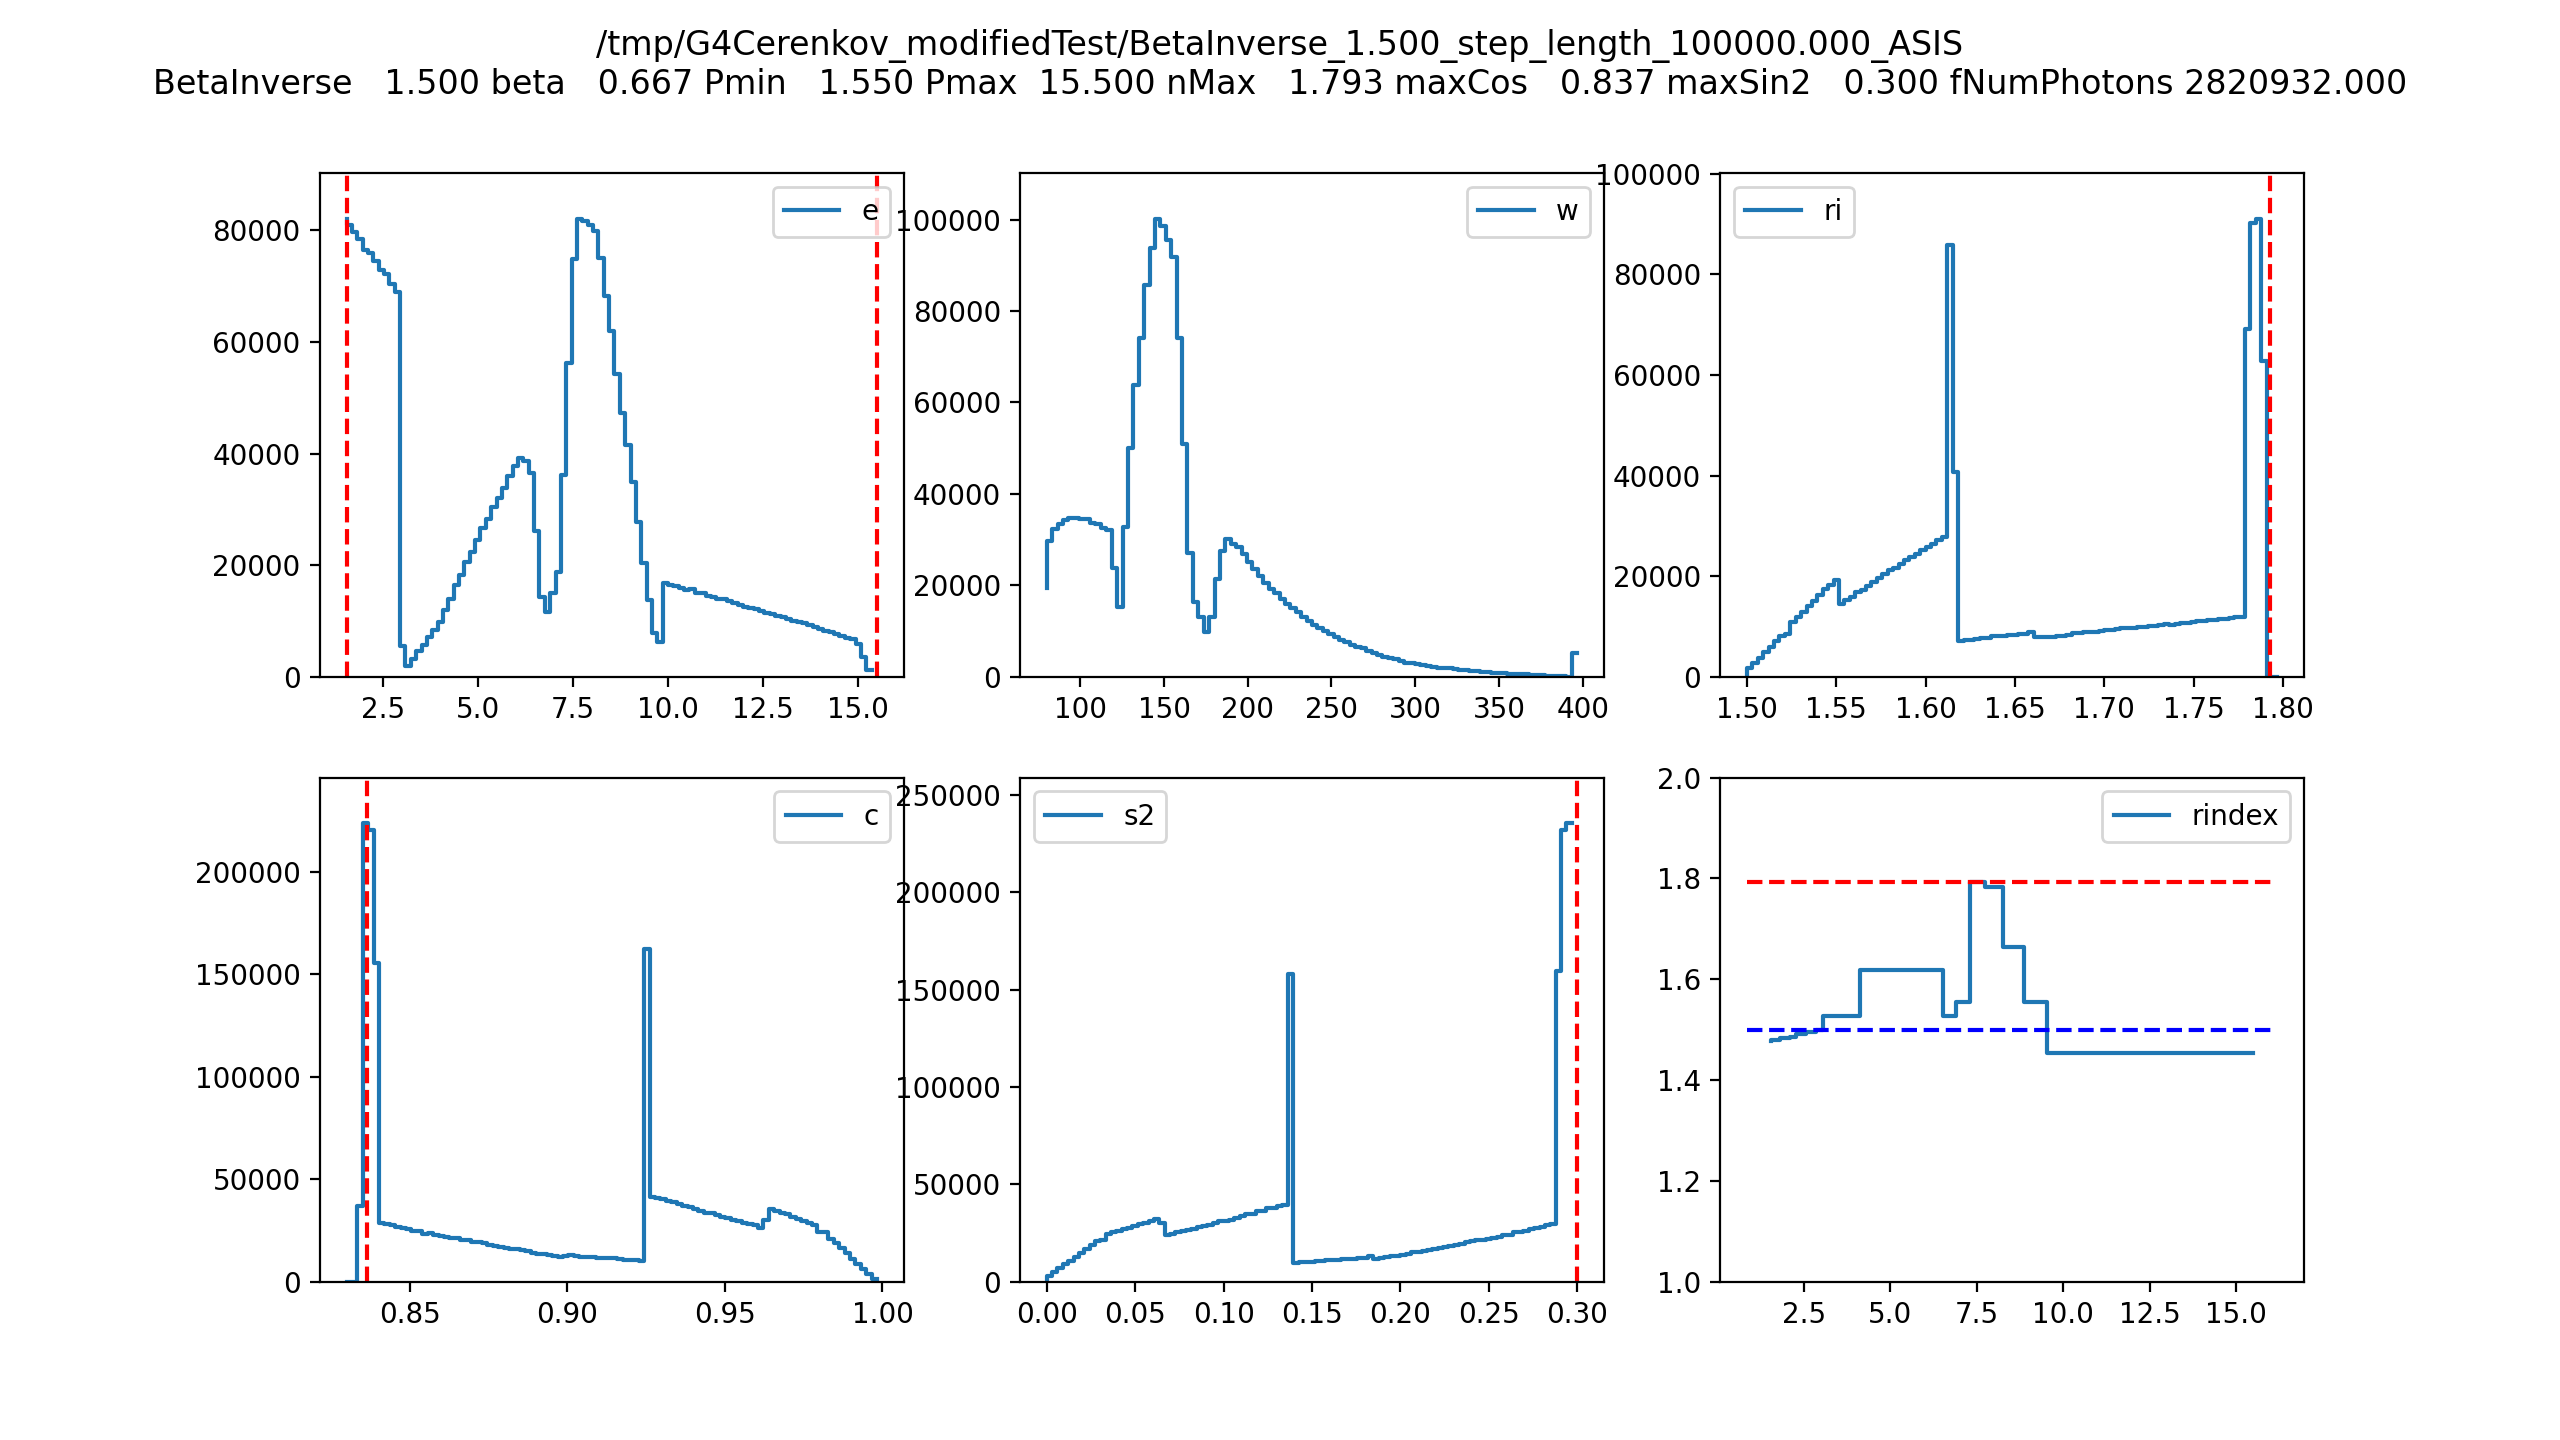 /tmp/G4Cerenkov_modifiedTest/BetaInverse_1.500_step_length_100000.000_ASIS
BetaInverse 1.500 beta 0.667 Pmin 1.550 Pmax 15.500 nMax 1.793 maxCos 0.837 maxSin2 0.300 fNumPhotons 2820932.000
e
80000
60000
40000
20000
0
2.5 5.0 7.5 10.0 12.5 15.0
w
100000
80000
60000
40000
20000
0
100 150 200 250 300 350 400
ri
100000
80000
60000
40000
20000
0
1.50 1.55 1.60 1.65 1.70 1.75 1.80
c
200000
150000
100000
50000
0
0.85 0.90 0.95 1.00
s2
250000
200000
150000
100000
50000
0
0.00 0.05 0.10 0.15 0.20 0.25 0.30
rindex
2.0
1.8
1.6
1.4
1.2
1.0
2.5 5.0 7.5 10.0 12.5 15.0